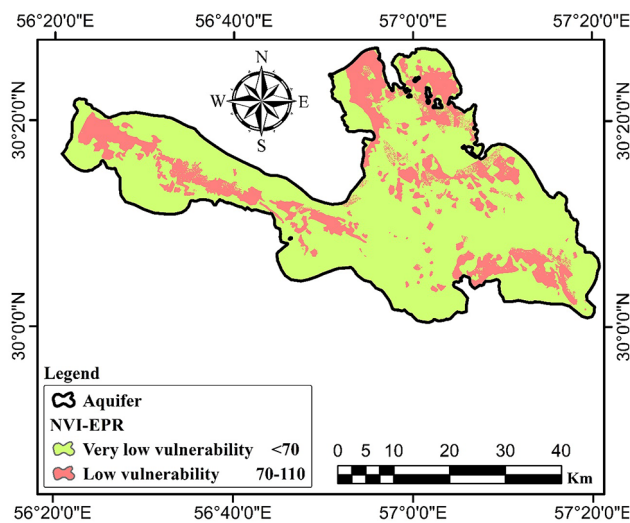 56°20'0"E 56°40'0"E 57°0'0"E 57°20'0"E
N
W E
S
30°20'0"N 30°20'0"N
30°0'0"N 30°0'0"N
Legend
Aquifer
NVI-EPR
Very low vulnerability <70
Low vulnerability 70-110
0 5 10 20 30 40
Km
56°20'0"E 56°40'0"E 57°0'0"E 57°20'0"E